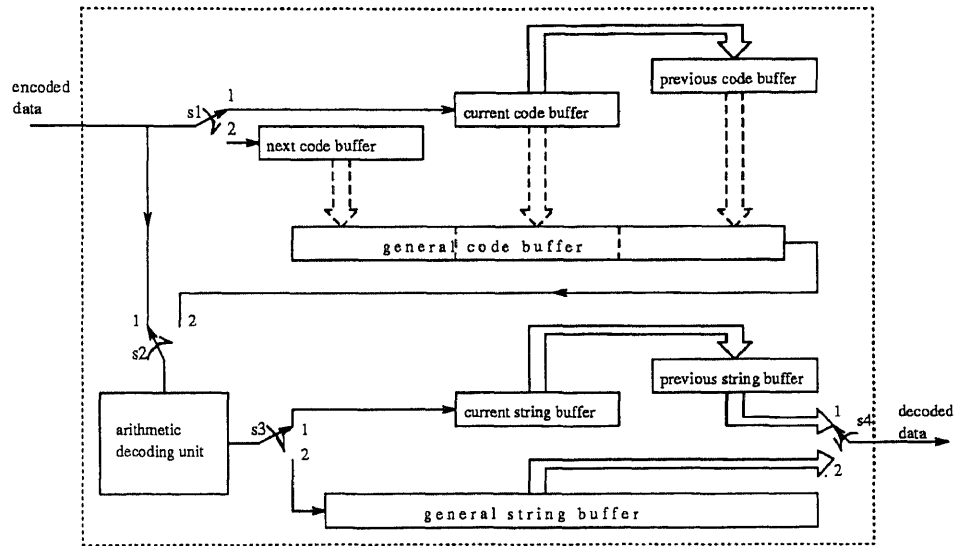 encoded
data
s1
1
2
next code buffer
current code buffer
previous code buffer
general code buffer
1
2
s2
arithmetic
decoding unit
s3
1
2
current string buffer
previous string buffer
general string buffer
1
s4
2
decoded
data